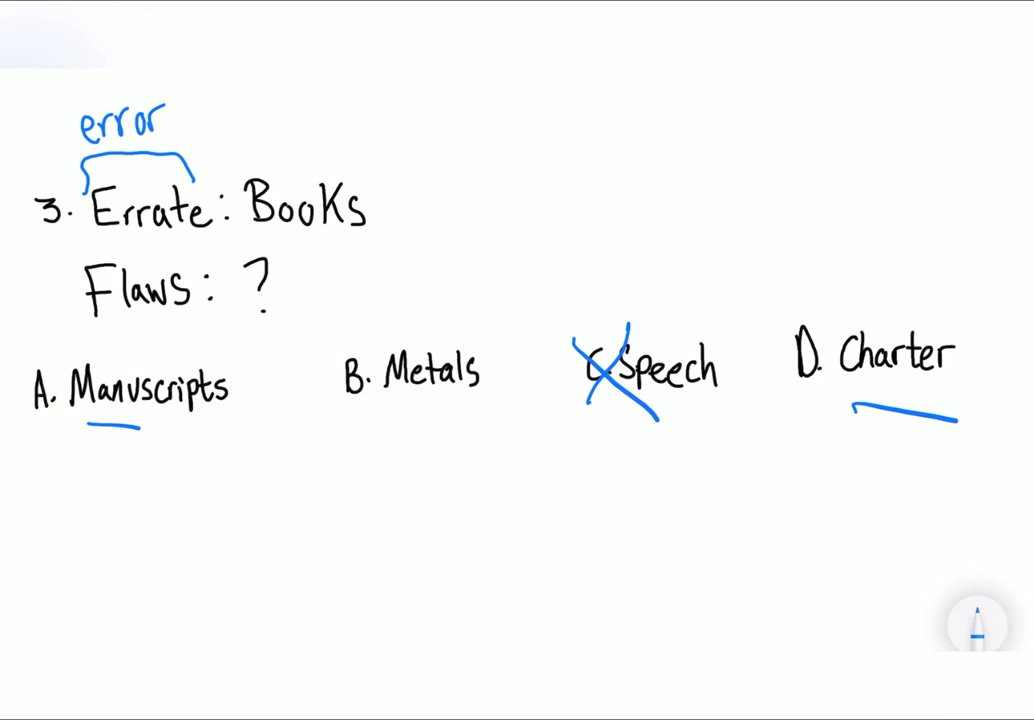 error
3. Errate: Books
Flaws: ?
A. Manuscripts B. Metals C. Speech D. Charter